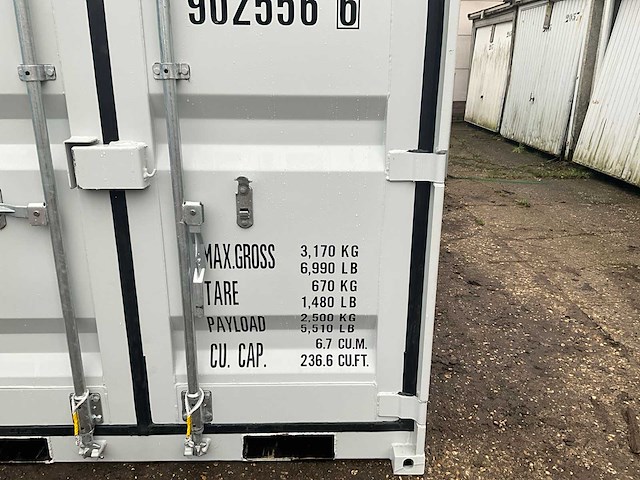 902556 6
MAX.GROSS 3,170 KG
6,990 LB
TARE 670 KG
1,480 LB
PAYLOAD 2,500 KG
5,510 LB
CU. CAP. 6.7 CU.M.
236.6 CU.FT.